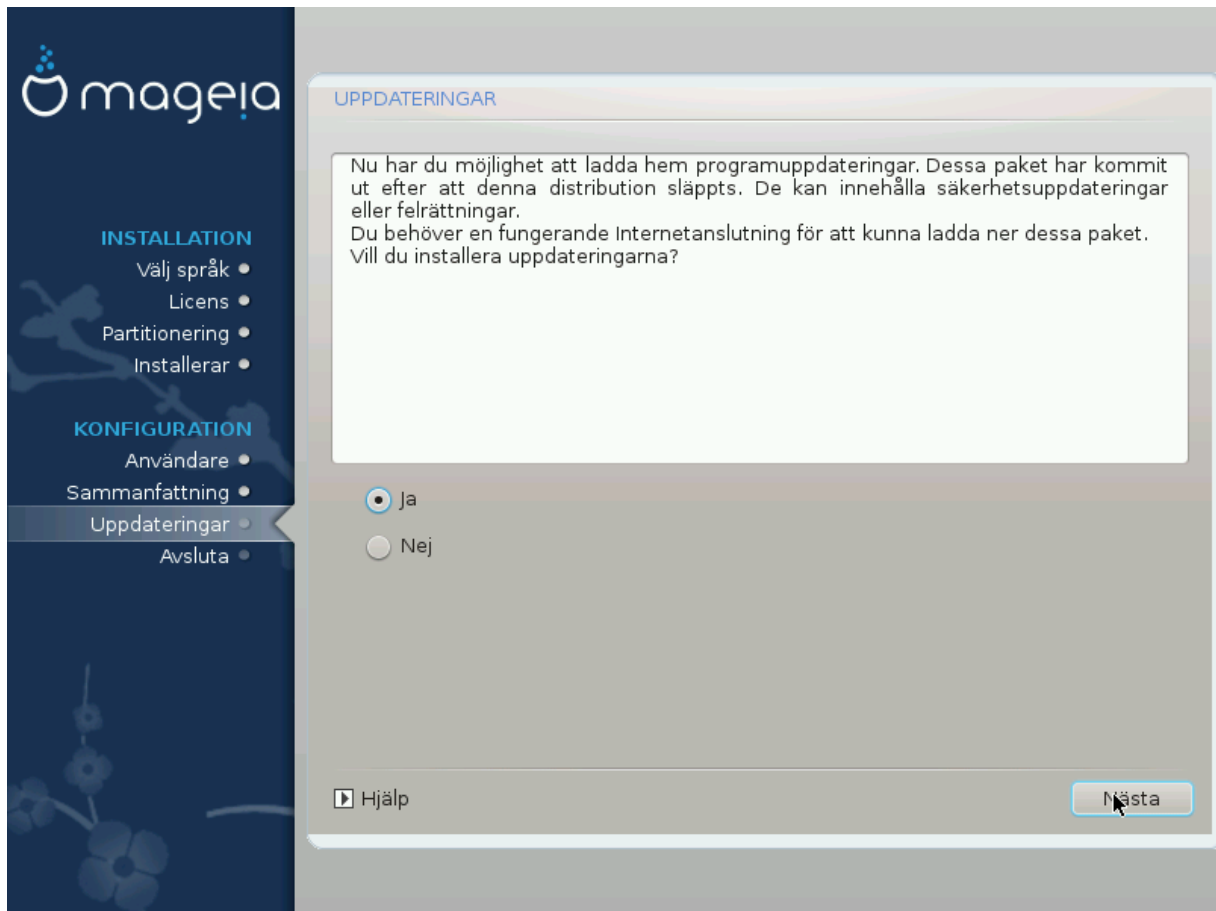 mageia
INSTALLATION
Välj språk
Licens
Partitionering
Installerar
KONFIGURATION
Användare
Sammanfattning
Uppdateringar
Avsluta
UPPDATERINGAR
Nu har du möjlighet att ladda hem programuppdateringar. Dessa paket har kommit
ut efter att denna distribution släppts. De kan innehålla säkerhetsuppdateringar
eller felrättningar.
Du behöver en fungerande Internetanslutning för att kunna ladda ner dessa paket.
Vill du installera uppdateringarna?
Ja
Nej
Hjälp
Nästa